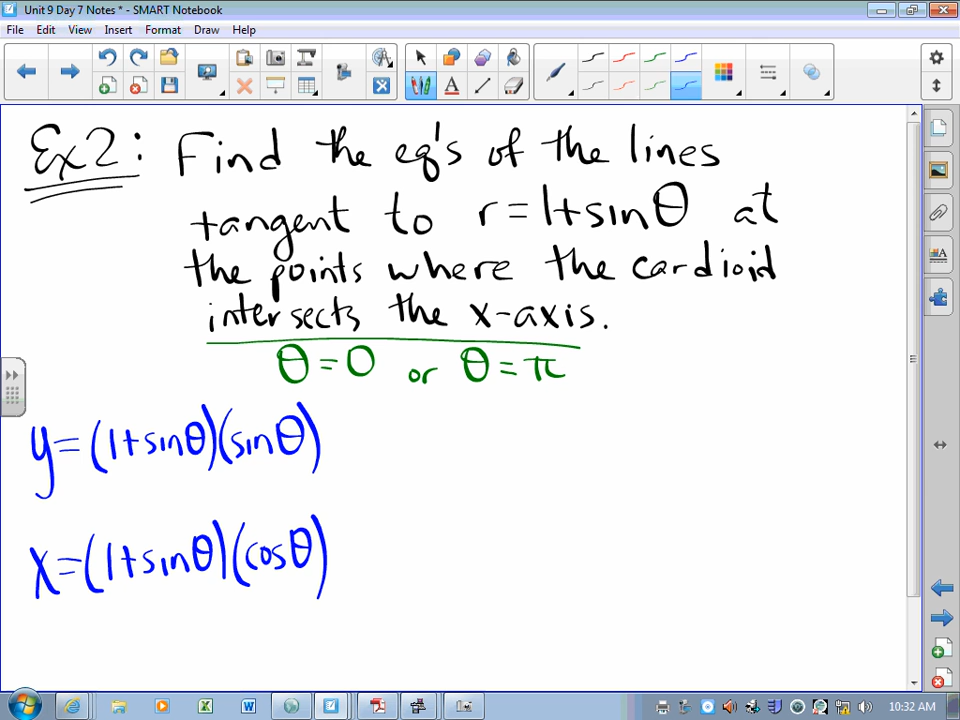 Unit 9 Day 7 Notes * - SMART Notebook
File Edit View Insert Format Draw Help
Ex2: Find the eq's of the lines
tangent to r = 1+sinθ at
the points where the cardioid
intersects the x-axis.
θ = 0 or θ = π
y = (1+sinθ)(sinθ)
x = (1+sinθ)(cosθ)
10:32 AM